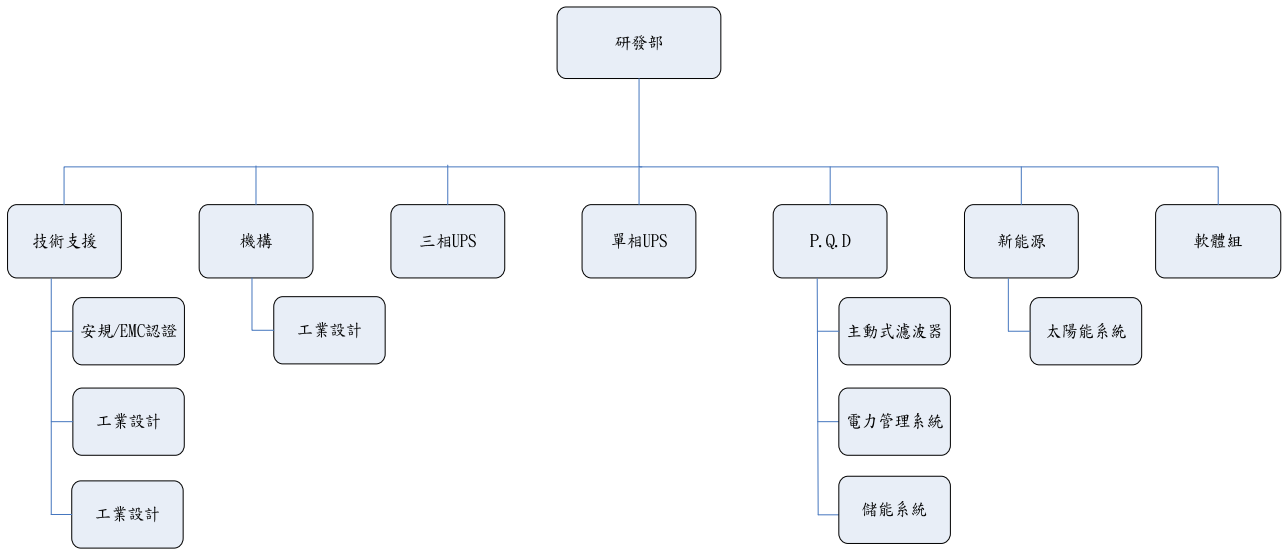 研發部
技術支援
機構
三相UPS
單相UPS
P.Q.D
新能源
軟體組
安規/EMC認證
工業設計
主動式濾波器
太陽能系統
工業設計
電力管理系統
工業設計
儲能系統